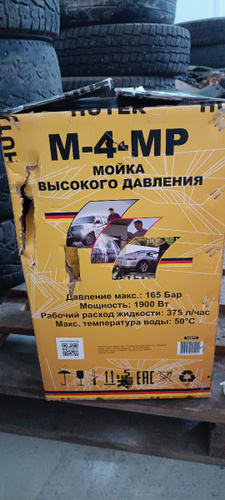 HUTER
М-4-МР
МОЙКА
ВЫСОКОГО ДАВЛЕНИЯ
Давление макс.: 165 Бар
Мощность: 1900 Вт
Рабочий расход жидкости: 375 л/час
Макс. температура воды: 50°С
EAC